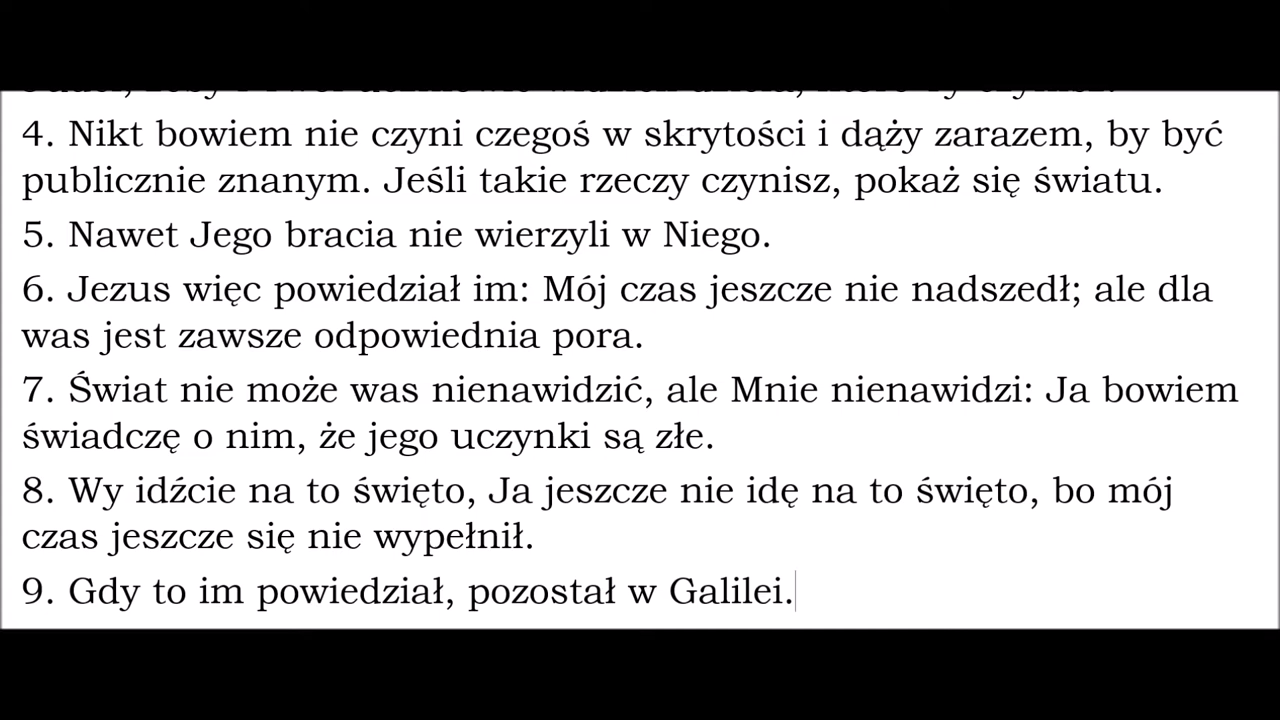 4. Nikt bowiem nie czyni czegoś w skrytości i dąży zarazem, by być
publicznie znanym. Jeśli takie rzeczy czynisz, pokaż się światu.
5. Nawet Jego bracia nie wierzyli w Niego.
6. Jezus więc powiedział im: Mój czas jeszcze nie nadszedł; ale dla
was jest zawsze odpowiednia pora.
7. Świat nie może was nienawidzić, ale Mnie nienawidzi: Ja bowiem
świadczę o nim, że jego uczynki są złe.
8. Wy idźcie na to święto, Ja jeszcze nie idę na to święto, bo mój
czas jeszcze się nie wypełnił.
9. Gdy to im powiedział, pozostał w Galilei.